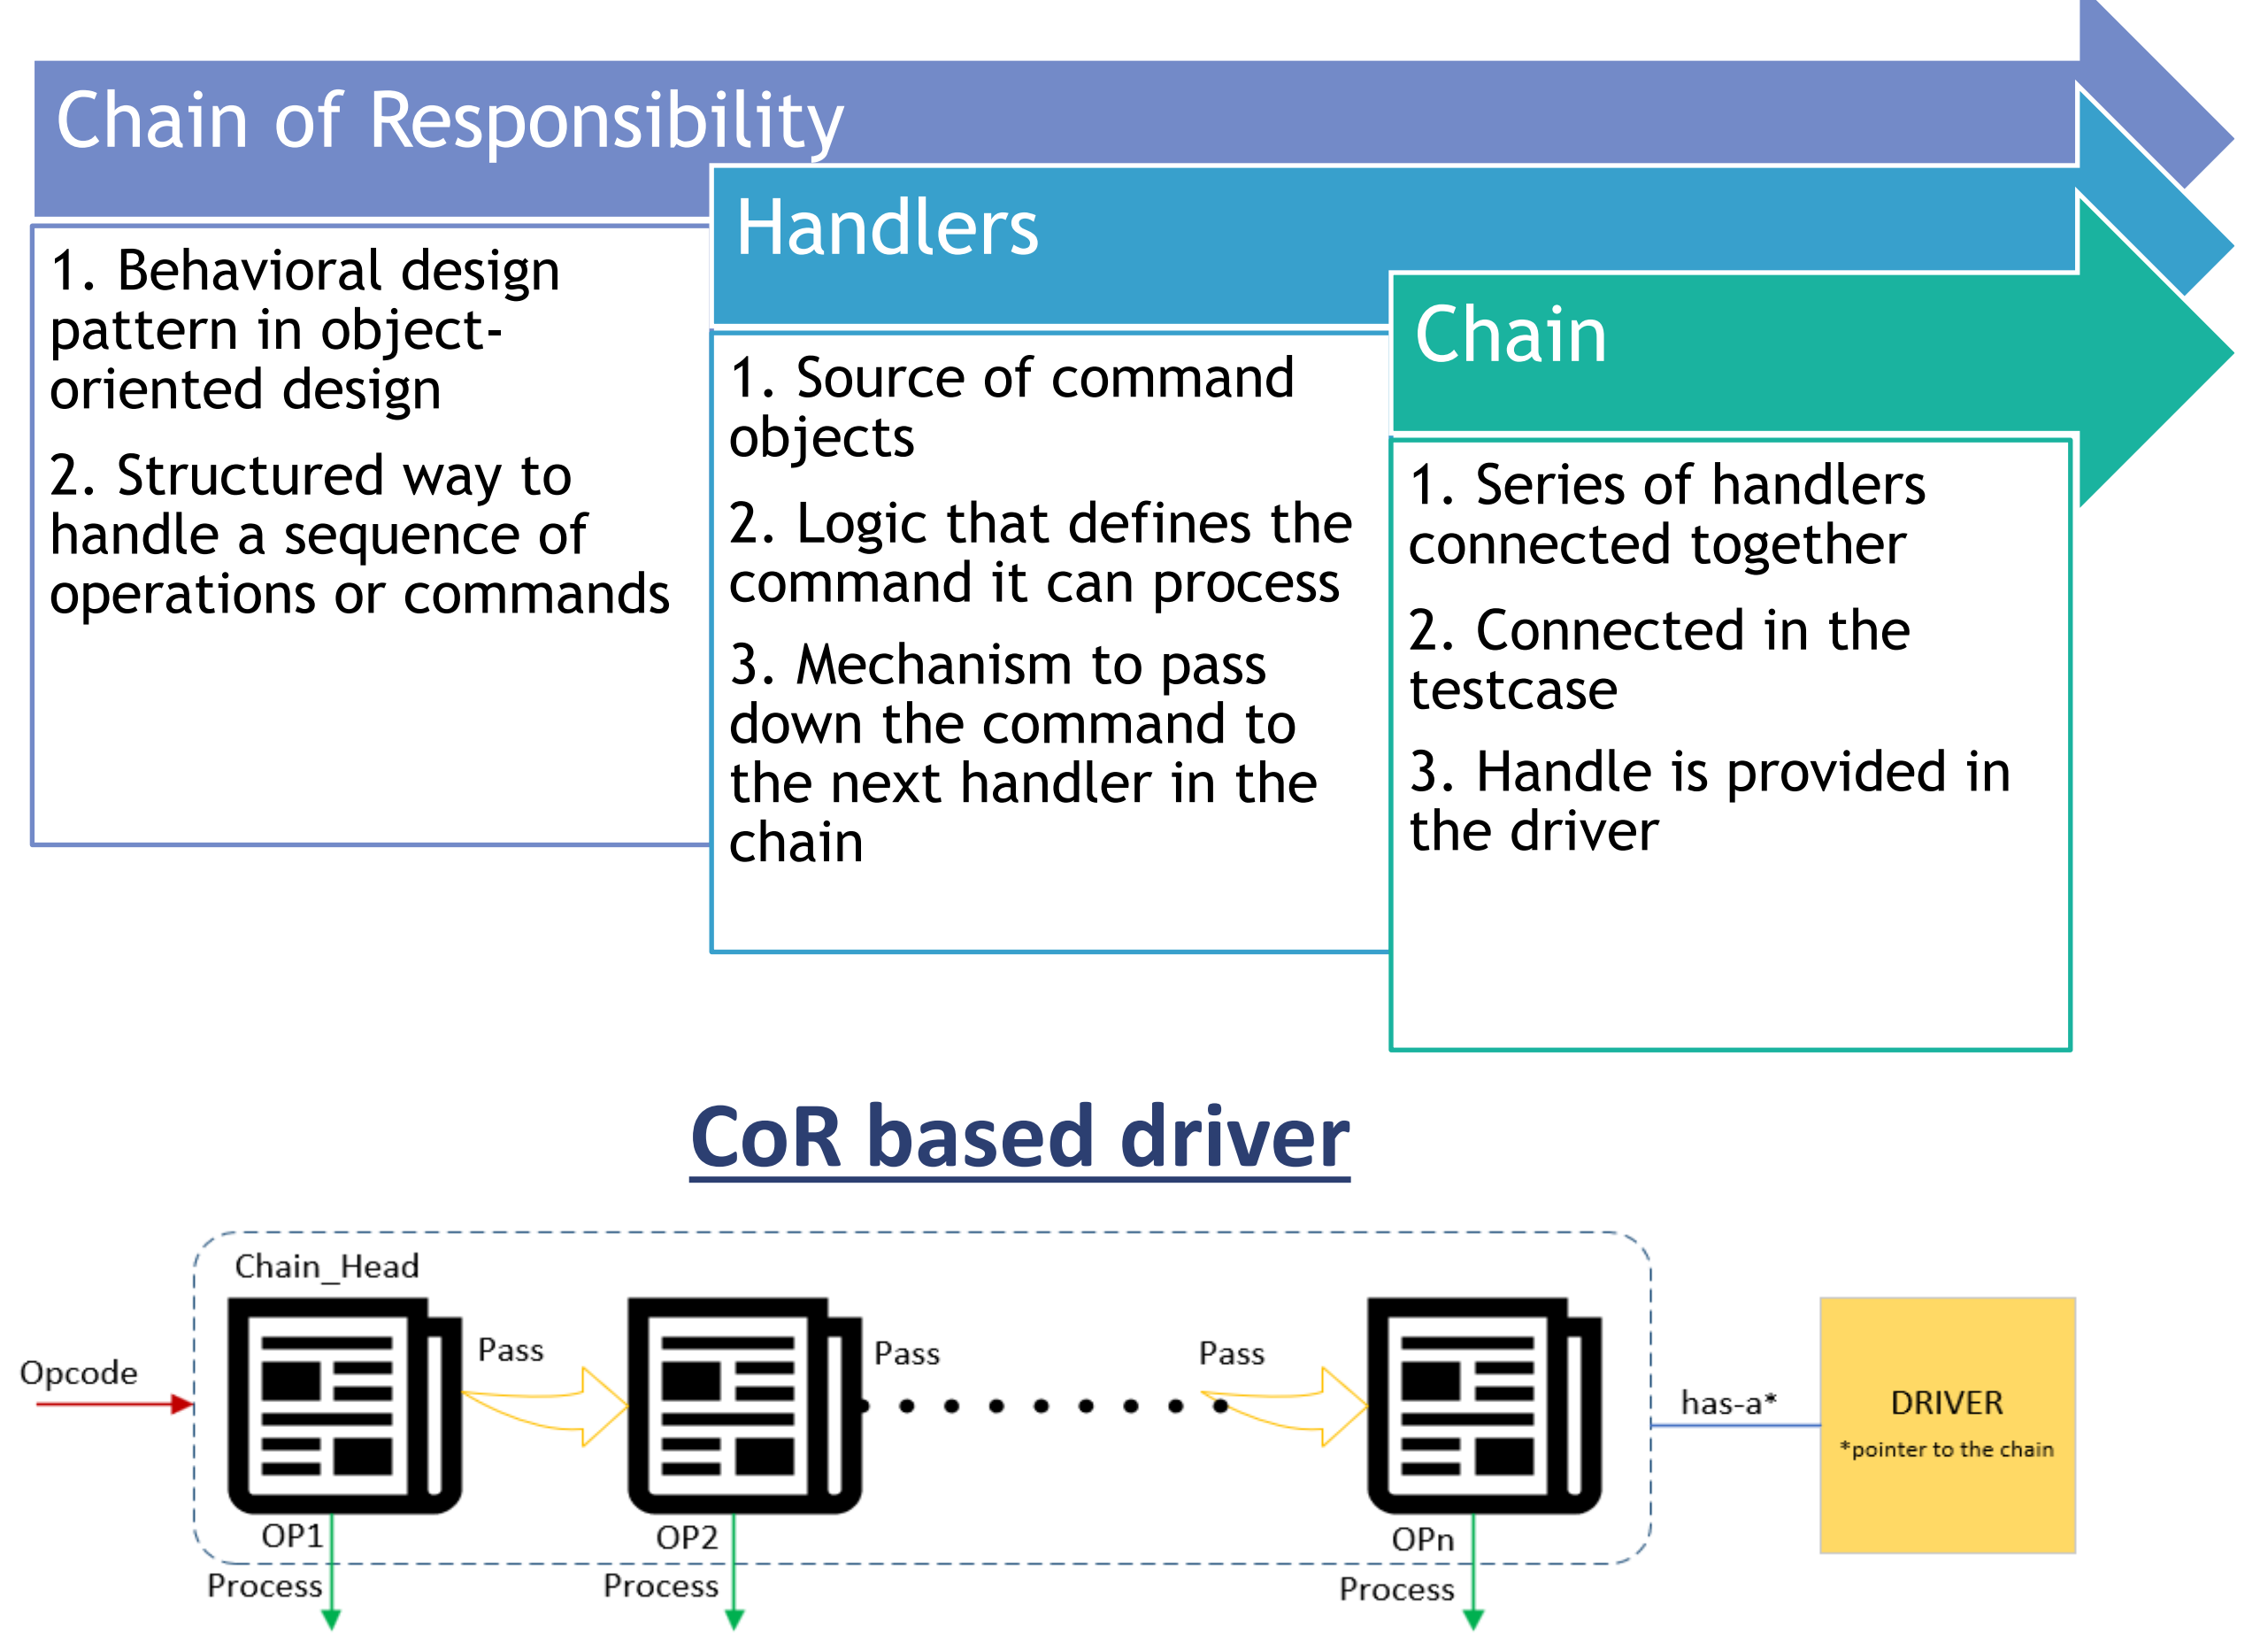 Chain of Responsibility
1. Behavioral design
pattern in object-
oriented design
2. Structured way to
handle a sequence of
operations or commands
Handlers
1. Source of command
objects
2. Logic that defines the
command it can process
3. Mechanism to pass
down the command to
the next handler in the
chain
Chain
1. Series of handlers
connected together
2. Connected in the
testcase
3. Handle is provided in
the driver
CoR based driver
Chain_Head
Opcode
Pass
Pass
Pass
has-a*
DRIVER
*pointer to the chain
OP1
OP2
OPn
Process
Process
Process